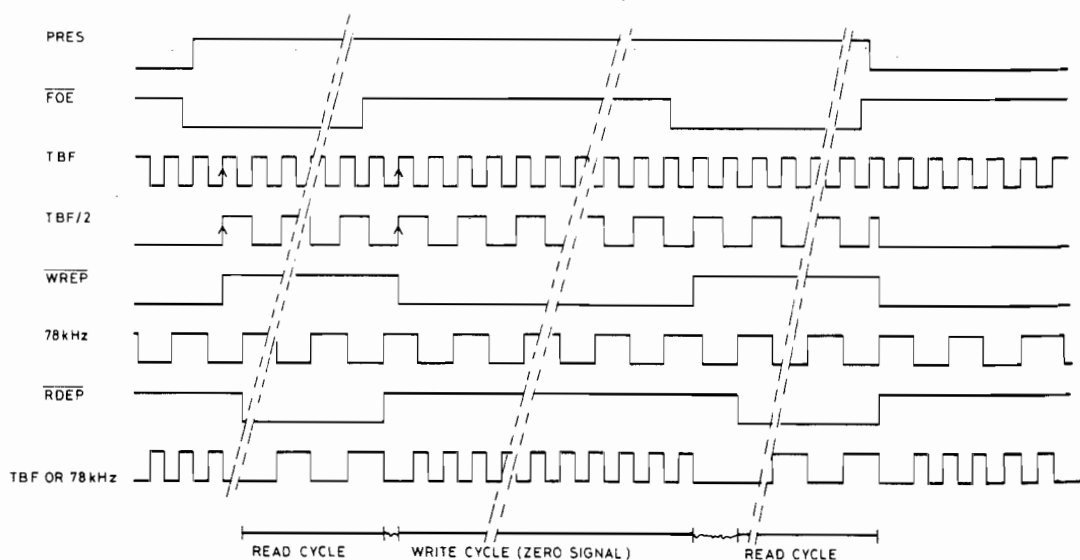 PRES
FOE
TBF
TBF/2
WREP
78kHz
RDEP
TBF OR 78kHz
READ CYCLE
WRITE CYCLE (ZERO SIGNAL)
READ CYCLE